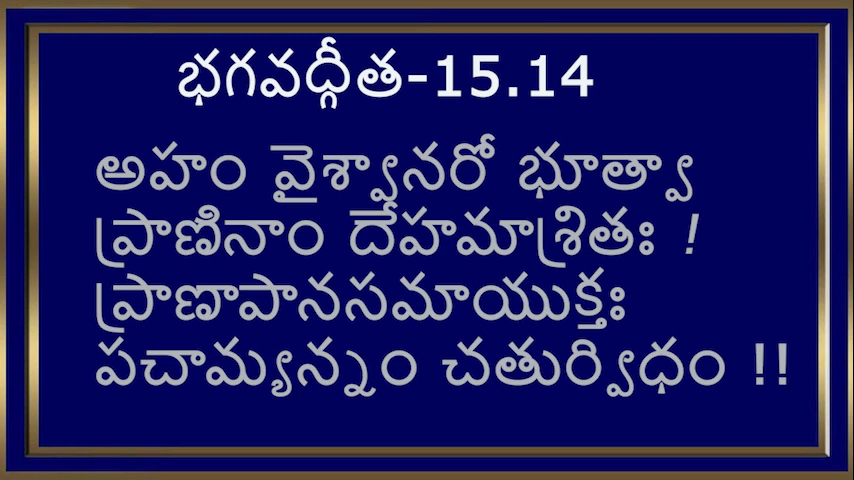 భగవద్గీత-15.14
అహం వైశ్వానరో భూత్వా
ప్రాణినాం దేహమాశ్రితః !
ప్రాణాపానసమాయుక్తః
పచామ్యన్నం చతుర్విధం !!